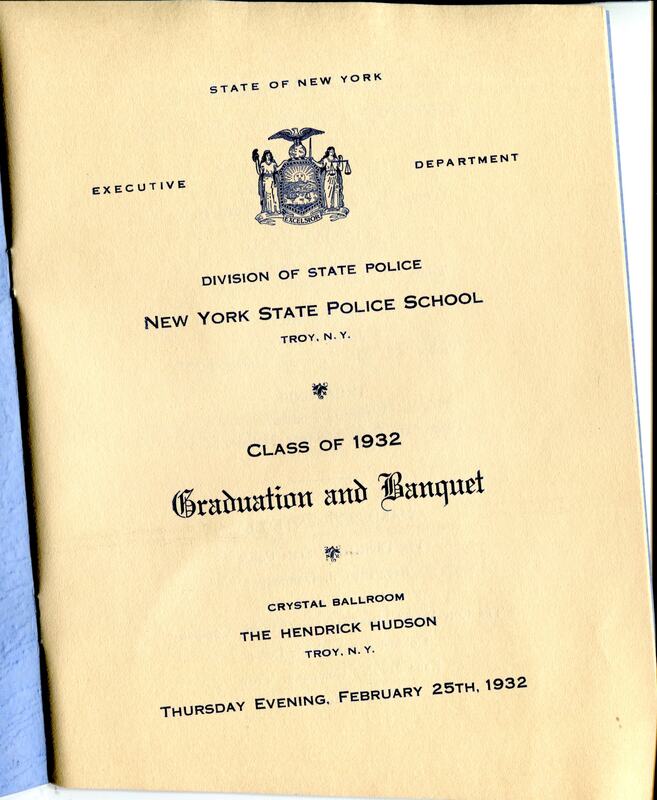 STATE OF NEW YORK
EXECUTIVE DEPARTMENT
EXCELSIOR
DIVISION OF STATE POLICE
NEW YORK STATE POLICE SCHOOL
TROY, N. Y.
CLASS OF 1932
Graduation and Banquet
CRYSTAL BALLROOM
THE HENDRICK HUDSON
TROY, N. Y.
THURSDAY EVENING, FEBRUARY 25TH, 1932